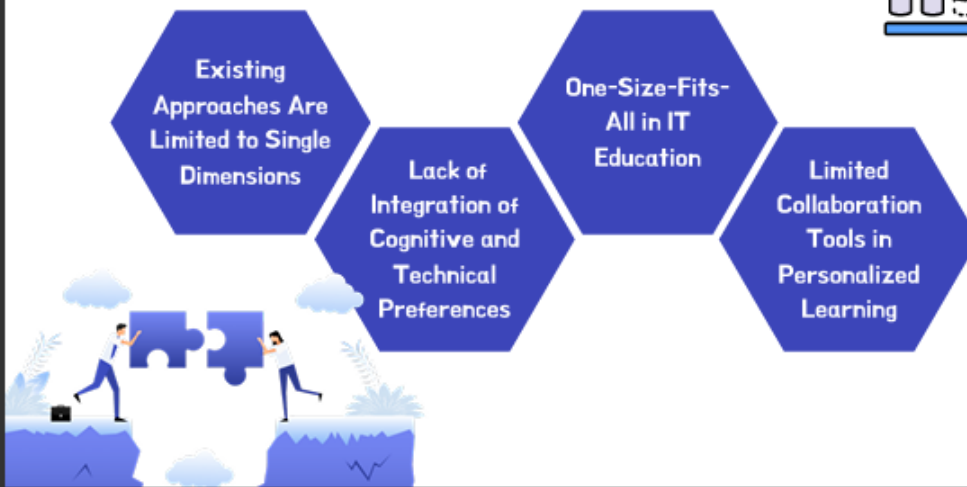 Existing
Approaches Are
Limited to Single
Dimensions
Lack of
Integration of
Cognitive and
Technical
Preferences
One-Size-Fits-
All in IT
Education
Limited
Collaboration
Tools in
Personalized
Learning